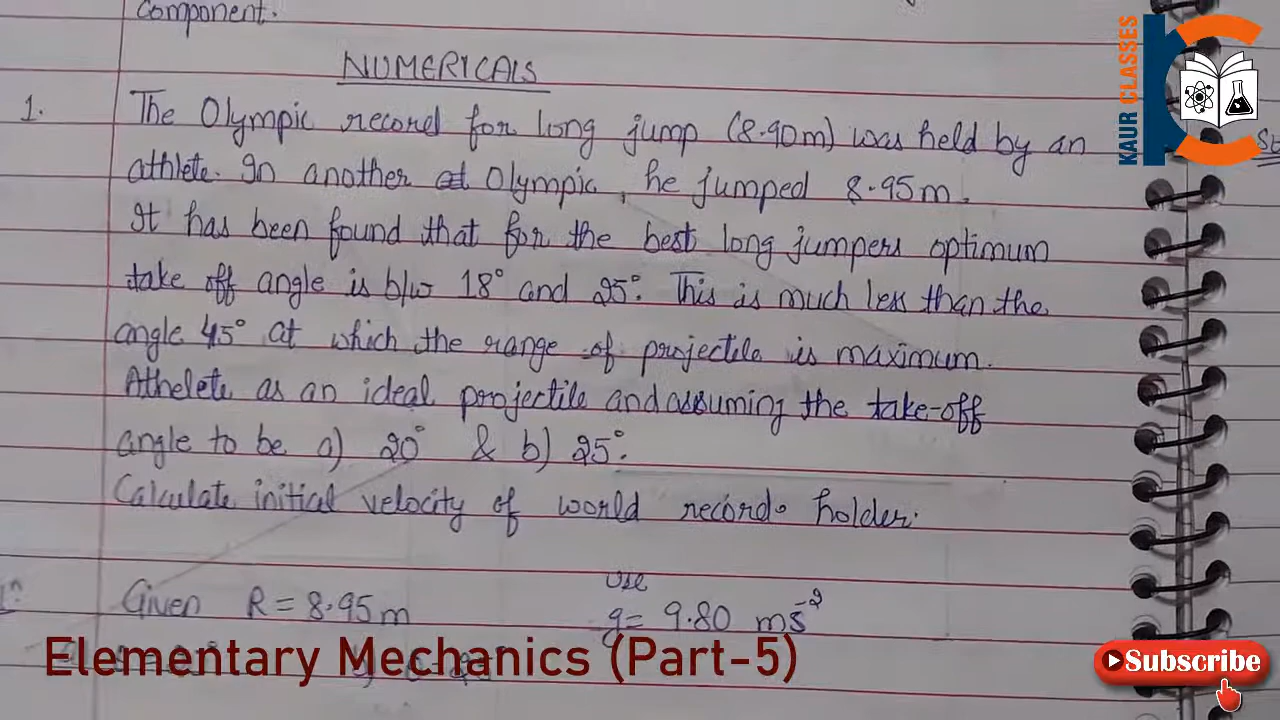 Component.
NUMERICALS
1. The Olympic record for long jump (8.90m) was held by an
athlete. In another Olympic, he jumped 8.95m.
It has been found that for the best long jumpers optimum
take off angle is b/w 18° and 25°. This is much less than the
angle 45° at which the range of projectile is maximum.
Athelete as an ideal projectile and assuming the take-off
angle to be a) 20° & b) 25°.
Calculate initial velocity of world record holder.
Given R = 8.95m
Use
g = 9.80 ms⁻²
Elementary Mechanics (Part-5)
KAUR CLASSES
Subscribe